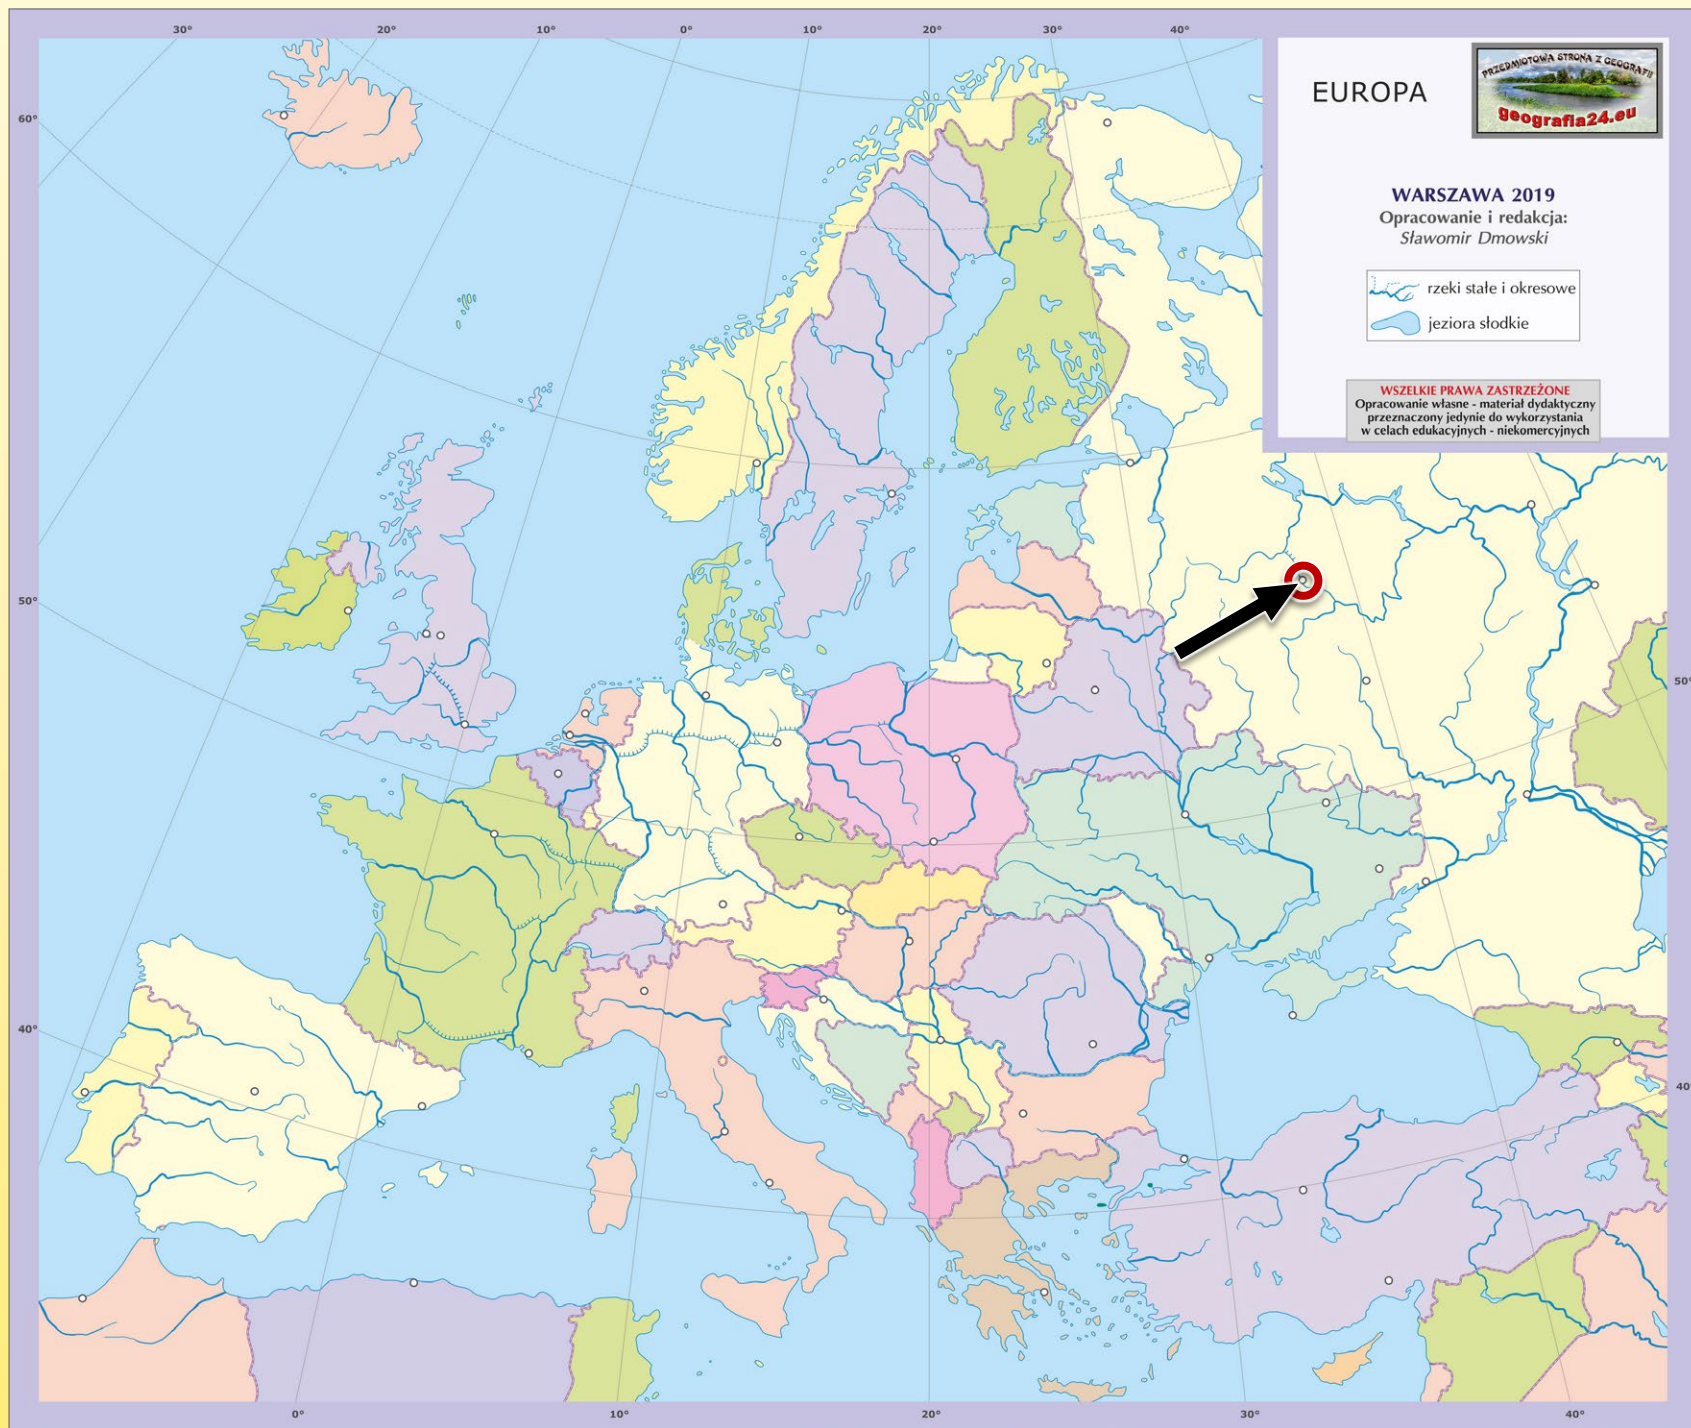 30° 20° 10° 0° 10° 20° 30° 40°
EUROPA
PRZEDMIOTOWA STRONA Z GEOGRAFII
geografia24.eu
60°
WARSZAWA 2019
Opracowanie i redakcja:
Sławomir Dmowski
rzeki stałe i okresowe
jeziora słodkie
WSZELKIE PRAWA ZASTRZEŻONE
Opracowanie własne - materiał dydaktyczny
przeznaczony jedynie do wykorzystania
w celach edukacyjnych - niekomercyjnych
50°
50°
40°
40°
0° 10° 20° 30° 40°